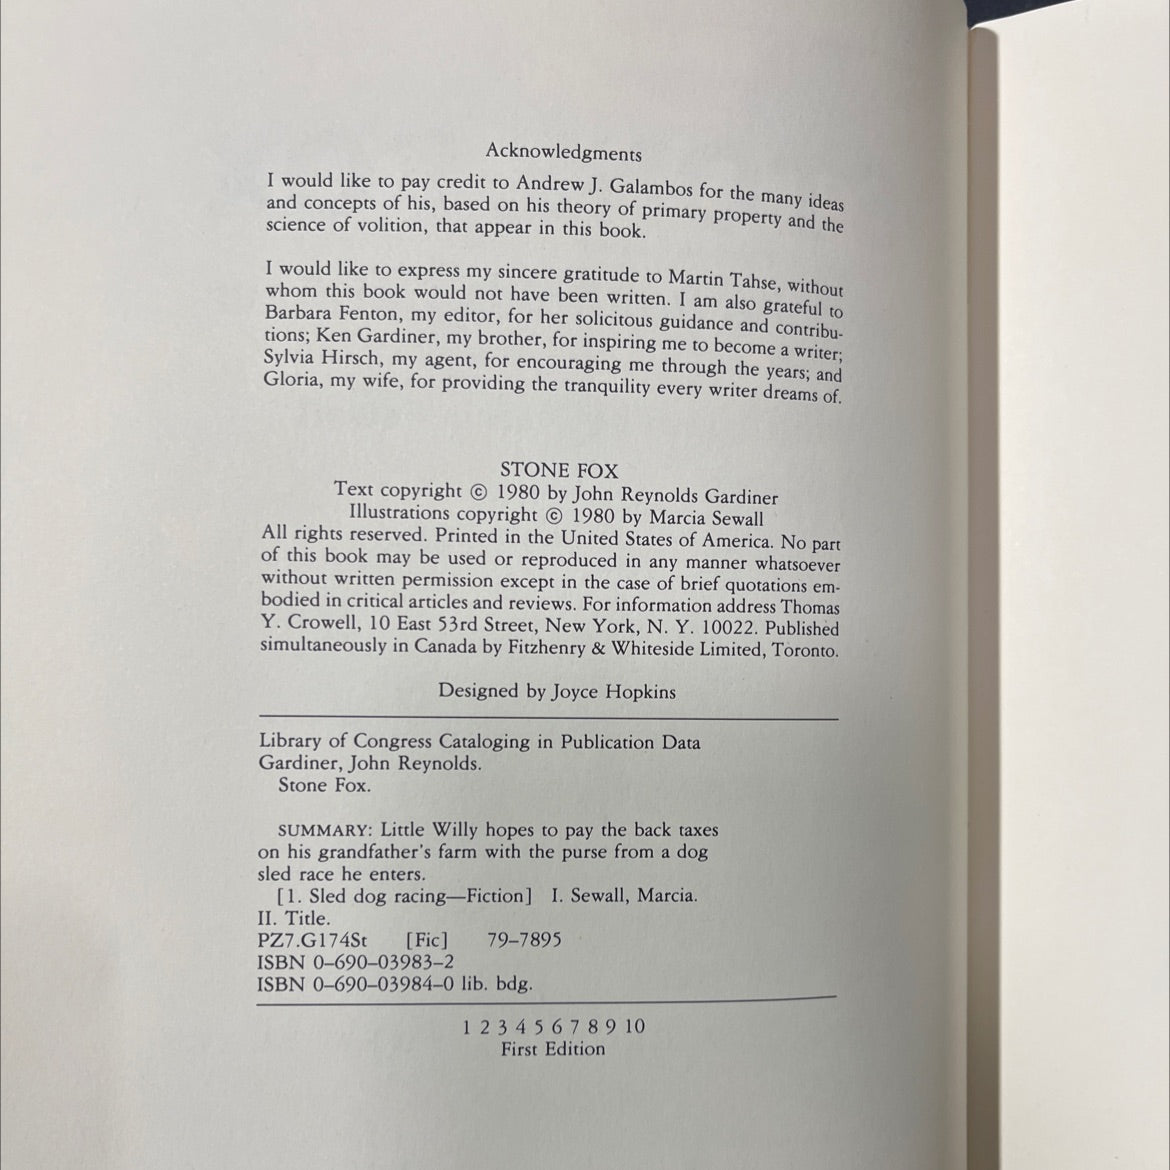 Acknowledgments
I would like to pay credit to Andrew J. Galambos for the many ideas
and concepts of his, based on his theory of primary property and the
science of volition, that appear in this book.
I would like to express my sincere gratitude to Martin Tahse, without
whom this book would not have been written. I am also grateful to
Barbara Fenton, my editor, for her solicitous guidance and contribu-
tions; Ken Gardiner, my brother, for inspiring me to become a writer;
Sylvia Hirsch, my agent, for encouraging me through the years; and
Gloria, my wife, for providing the tranquility every writer dreams of.
STONE FOX
Text copyright © 1980 by John Reynolds Gardiner
Illustrations copyright © 1980 by Marcia Sewall
All rights reserved. Printed in the United States of America. No part
of this book may be used or reproduced in any manner whatsoever
without written permission except in the case of brief quotations em-
bodied in critical articles and reviews. For information address Thomas
Y. Crowell, 10 East 53rd Street, New York, N. Y. 10022. Published
simultaneously in Canada by Fitzhenry & Whiteside Limited, Toronto.
Designed by Joyce Hopkins
Library of Congress Cataloging in Publication Data
Gardiner, John Reynolds.
Stone Fox.
SUMMARY: Little Willy hopes to pay the back taxes
on his grandfather's farm with the purse from a dog
sled race he enters.
[1. Sled dog racing—Fiction] I. Sewall, Marcia.
II. Title.
PZ7.G174St [Fic] 79–7895
ISBN 0–690–03983–2
ISBN 0–690–03984–0 lib. bdg.
1 2 3 4 5 6 7 8 9 10
First Edition